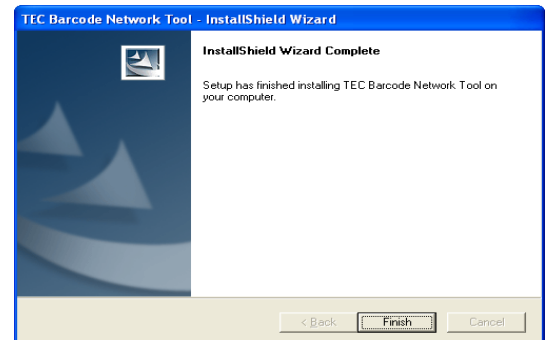 TEC Barcode Network Tool - InstallShield Wizard
InstallShield Wizard Complete
Setup has finished installing TEC Barcode Network Tool on
your computer.
< Back Finish Cancel